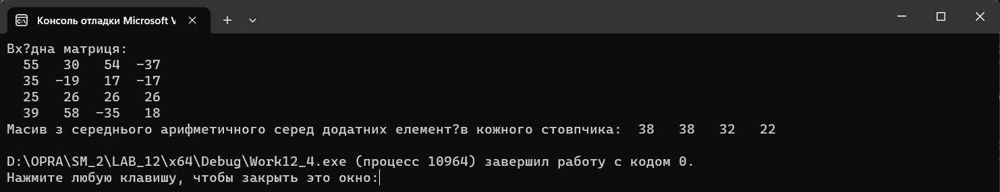 Консоль отладки Microsoft V
Вх?дна матриця:
55 30 54 -37
35 -19 17 -17
25 26 26 26
39 58 -35 18
Масив з середнього арифметичного серед додатних елемент?в кожного стовпчика: 38 38 32 22
D:\OPRA\SM_2\LAB_12\x64\Debug\Work12_4.exe (процесс 10964) завершил работу с кодом 0.
Нажмите любую клавишу, чтобы закрыть это окно: